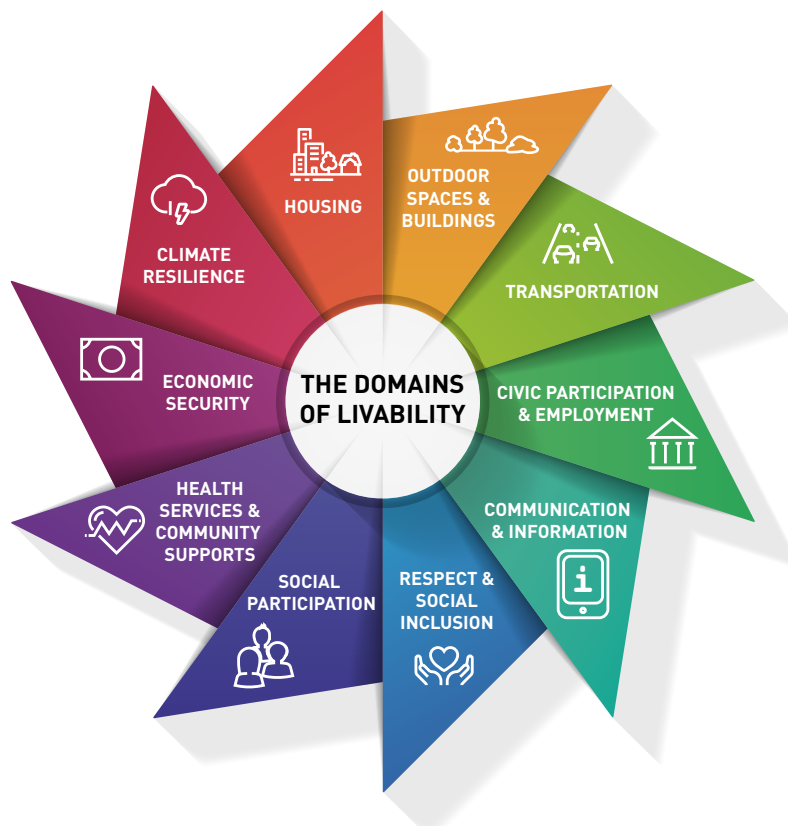 THE DOMAINS
OF LIVABILITY
HOUSING
OUTDOOR
SPACES &
BUILDINGS
TRANSPORTATION
CIVIC PARTICIPATION
& EMPLOYMENT
COMMUNICATION
& INFORMATION
i
RESPECT &
SOCIAL
INCLUSION
SOCIAL
PARTICIPATION
HEALTH
SERVICES &
COMMUNITY
SUPPORTS
ECONOMIC
SECURITY
CLIMATE
RESILIENCE